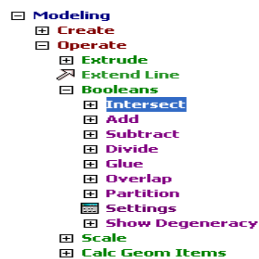 Modeling
Create
Operate
Extrude
Extend Line
Booleans
Intersect
Add
Subtract
Divide
Glue
Overlap
Partition
Settings
Show Degeneracy
Scale
Calc Geom Items